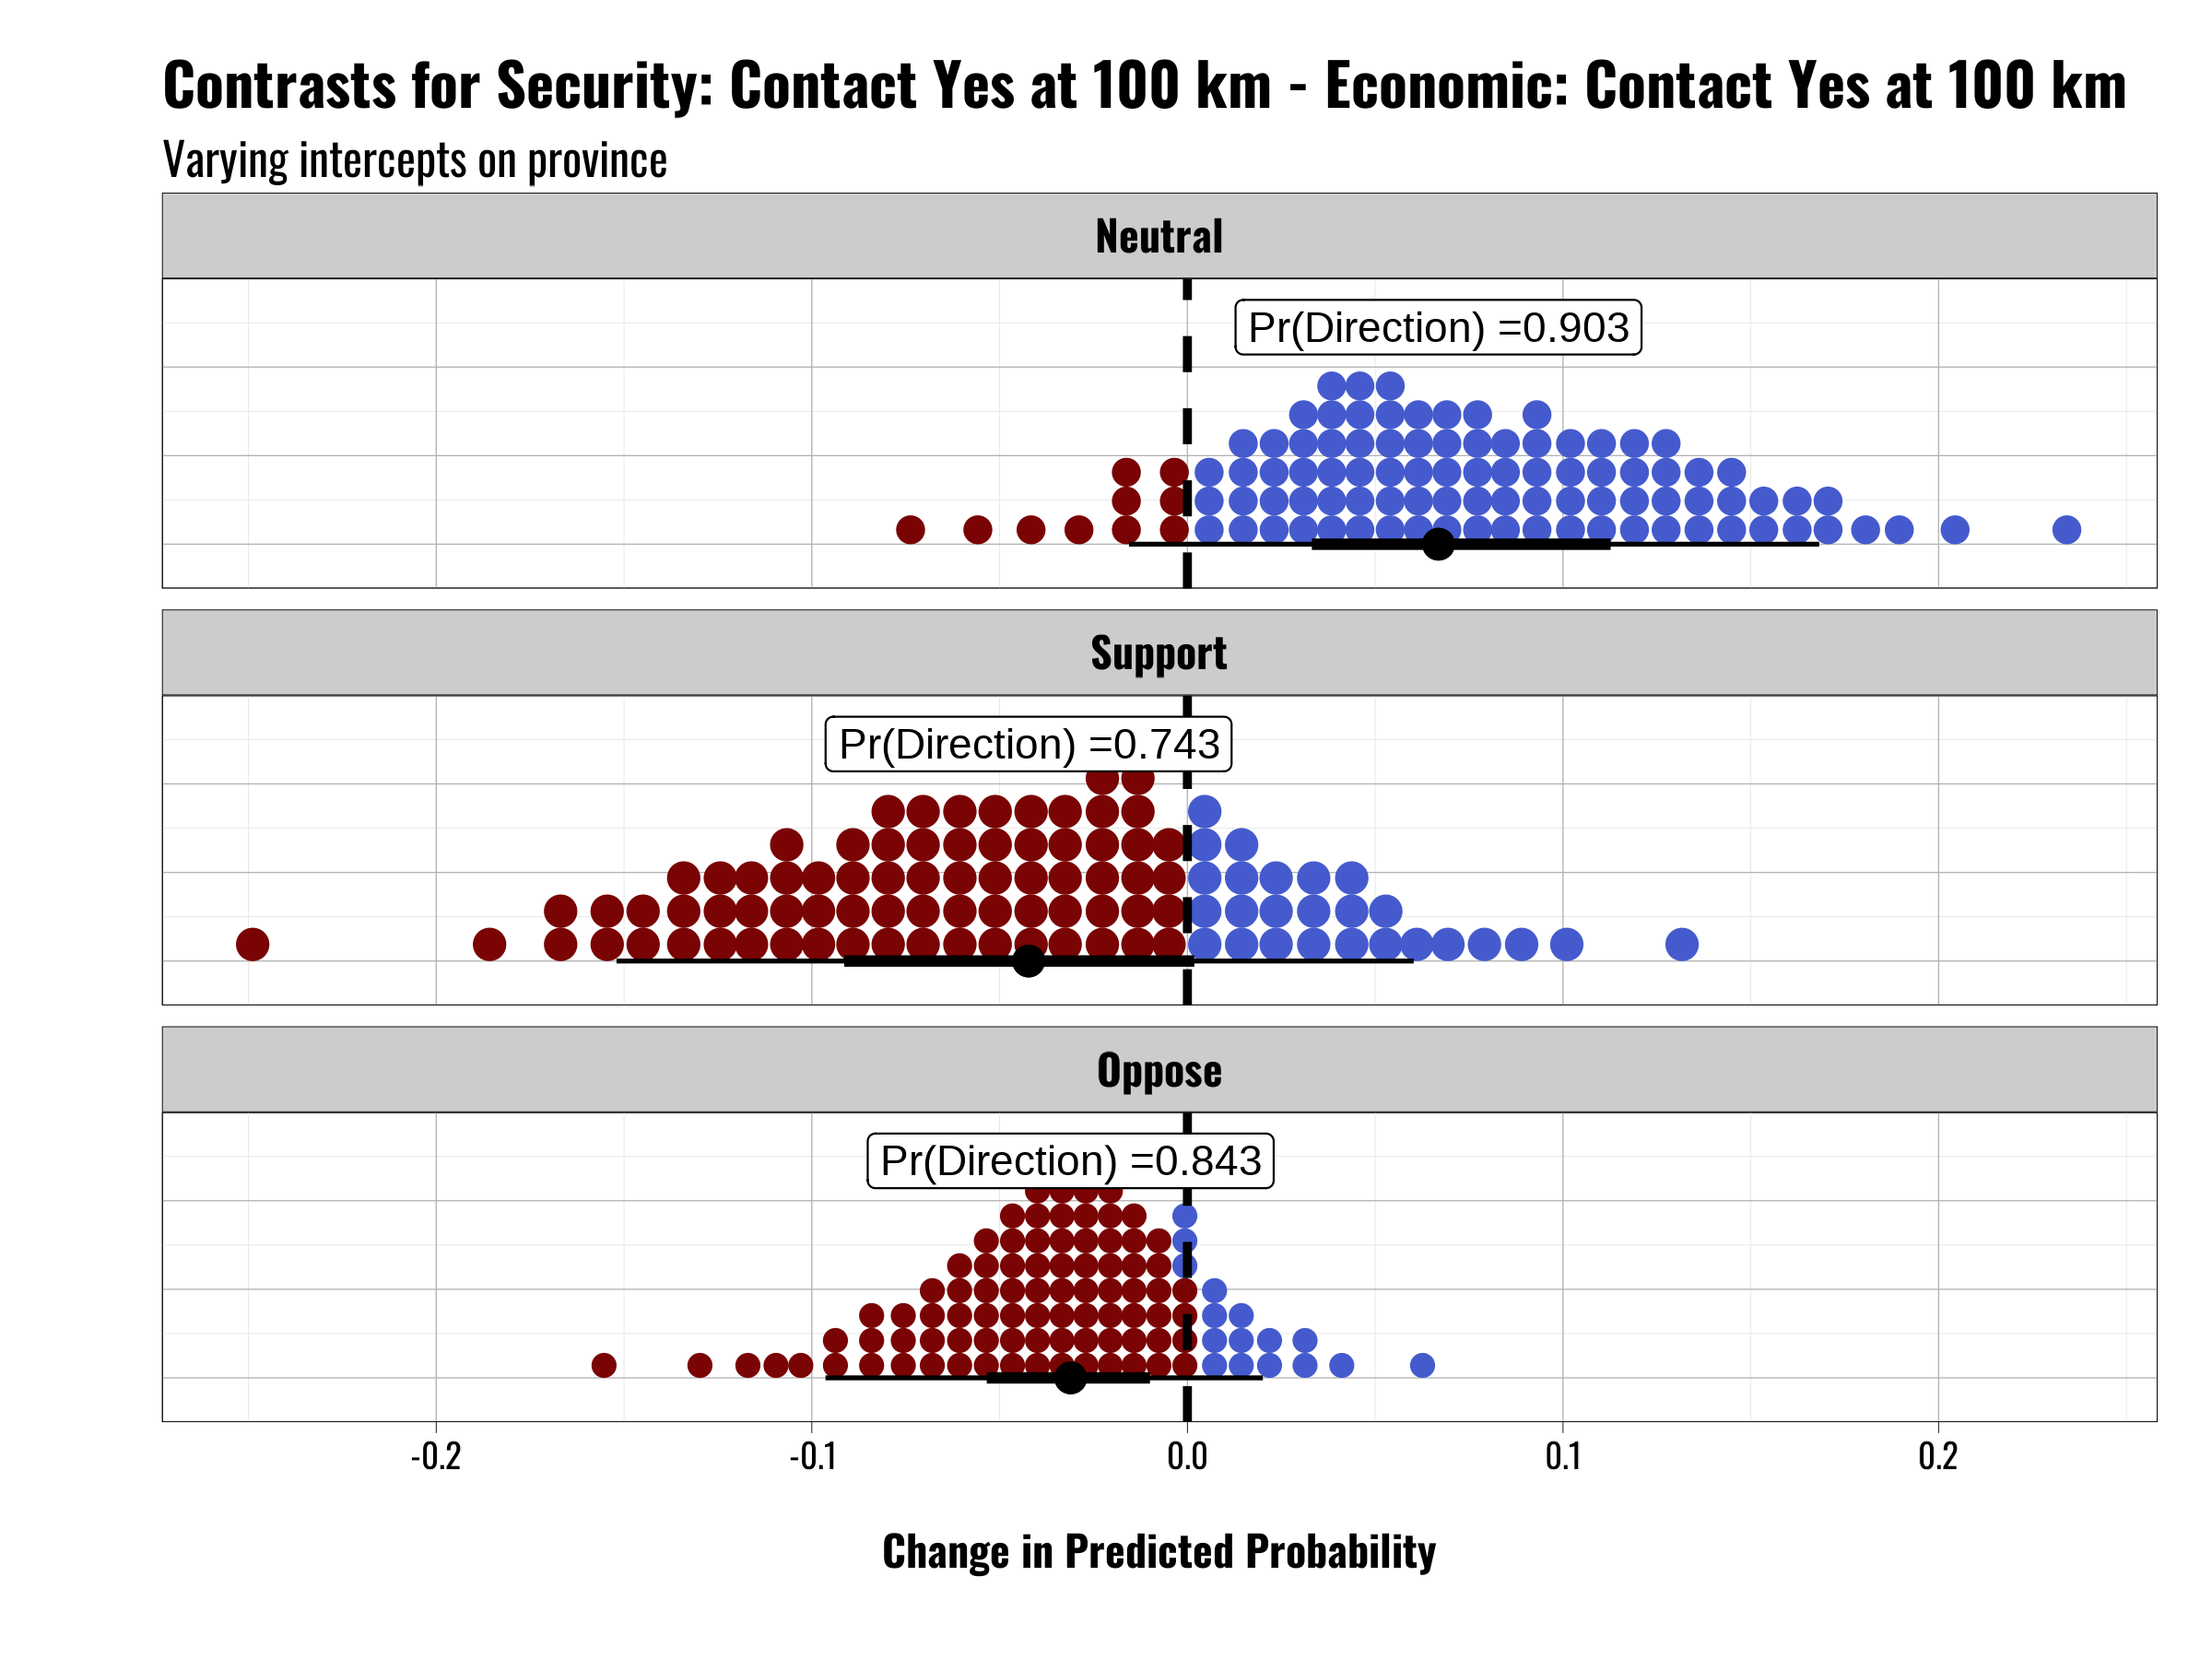 Contrasts for Security: Contact Yes at 100 km - Economic: Contact Yes at 100 km
Varying intercepts on province
Neutral
Pr(Direction) =0.903
Support
Pr(Direction) =0.743
Oppose
Pr(Direction) =0.843
-0.2 -0.1 0.0 0.1 0.2
Change in Predicted Probability